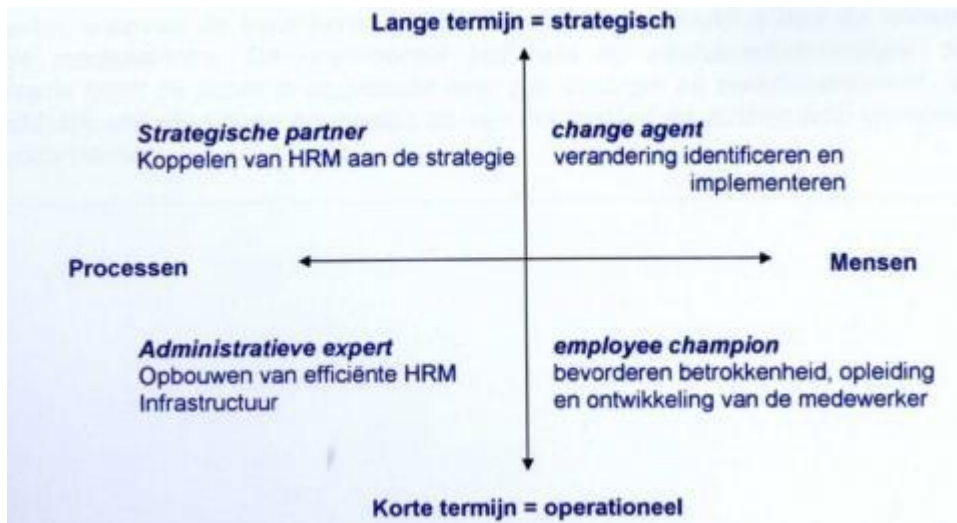 Lange termijn = strategisch
Strategische partner
Koppelen van HRM aan de strategie
change agent
verandering identificeren en
implementeren
Processen
Mensen
Administratieve expert
Opbouwen van efficiënte HRM
Infrastructuur
employee champion
bevorderen betrokkenheid, opleiding
en ontwikkeling van de medewerker
Korte termijn = operationeel